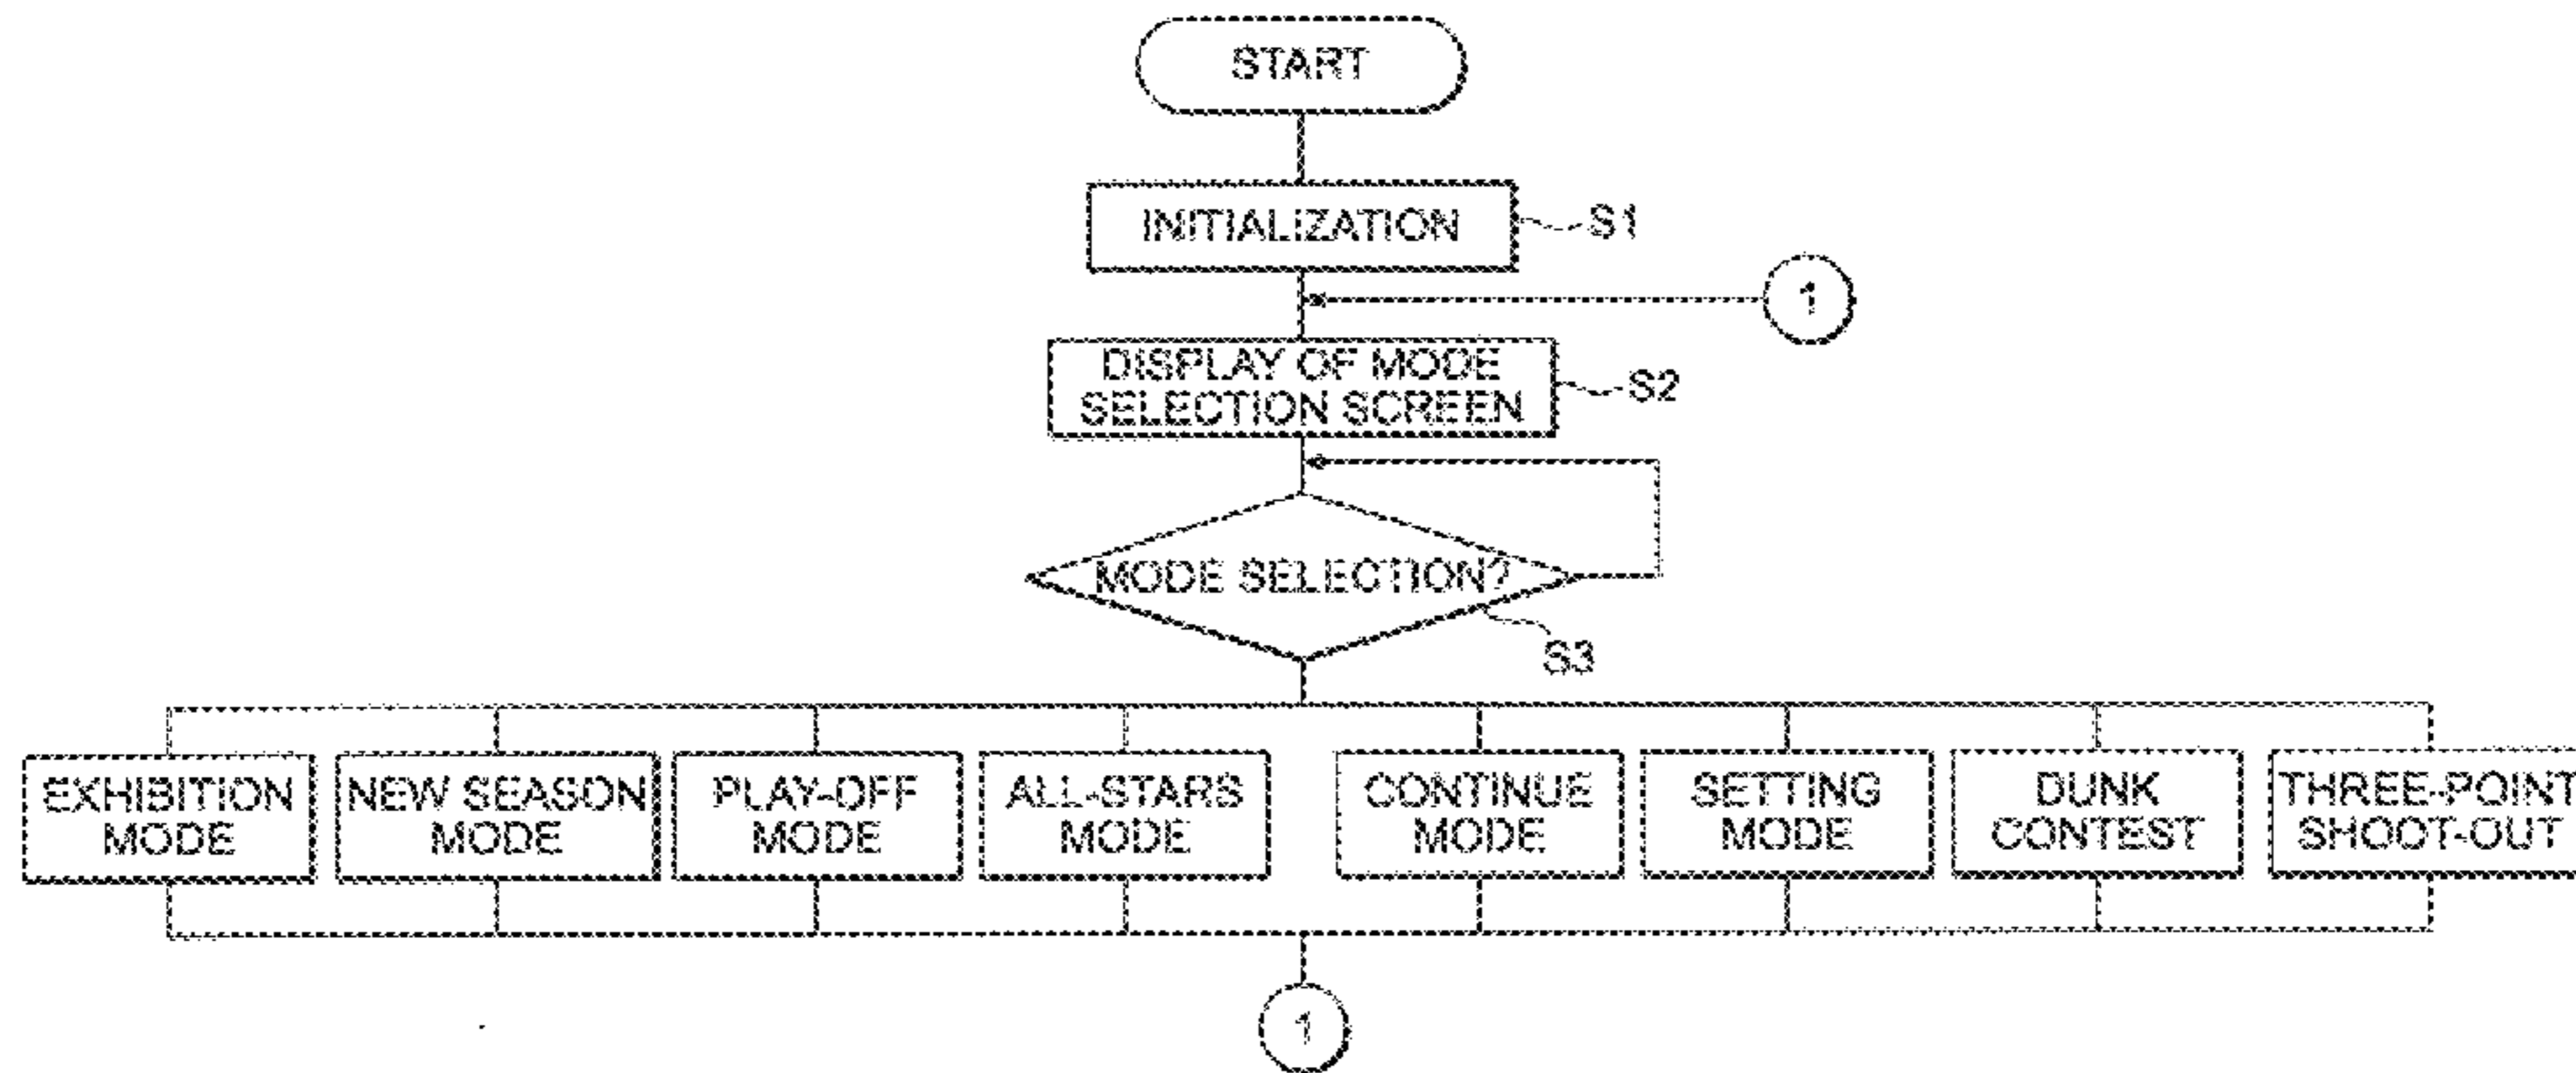 START
INITIALIZATION
S1
1
DISPLAY OF MODE
SELECTION SCREEN
S2
MODE SELECTION?
S3
EXHIBITION
MODE
NEW SEASON
MODE
PLAY-OFF
MODE
ALL-STARS
MODE
CONTINUE
MODE
SETTING
MODE
DUNK
CONTEST
THREE-POINT
SHOOT-OUT
1